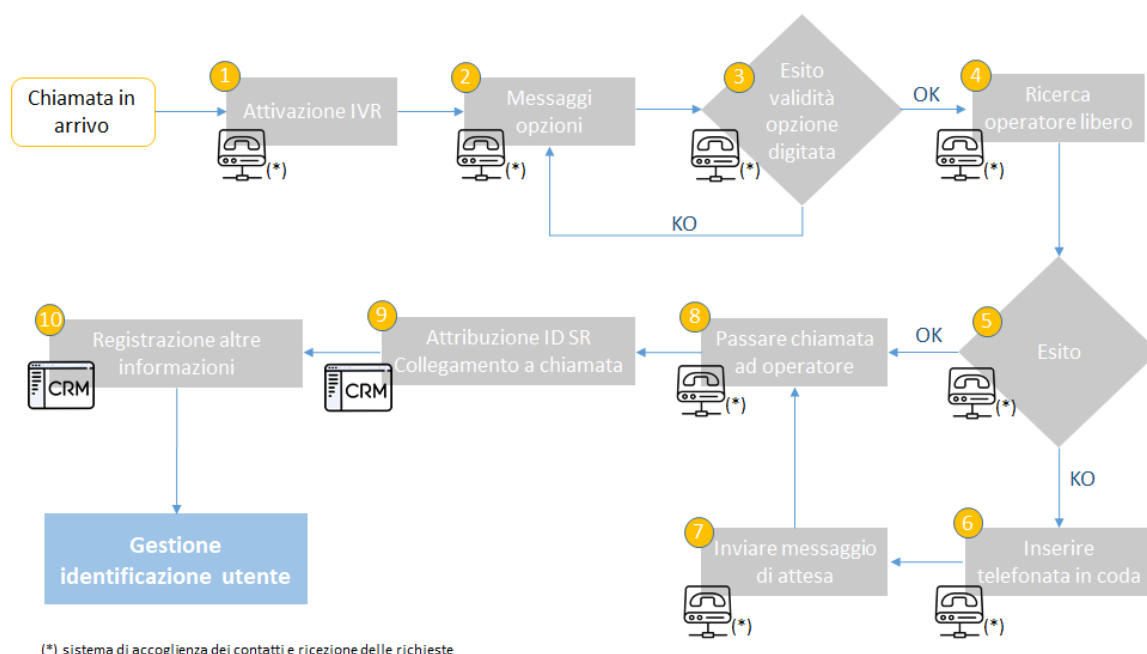 Chiamata in
arrivo
1
Attivazione IVR
(*)
2
Messaggi
opzioni
(*)
3
Esito
validità
opzione
digitata
(*)
OK
KO
4
Ricerca
operatore libero
(*)
5
Esito
(*)
OK
KO
6
Inserire
telefonata in coda
(*)
7
Inviare messaggio
di attesa
(*)
8
Passare chiamata
ad operatore
(*)
9
Attribuzione ID SR
Collegamento a chiamata
CRM
10
Registrazione altre
informazioni
CRM
Gestione
identificazione utente
(*) sistema di accoglienza dei contatti e ricezione delle richieste